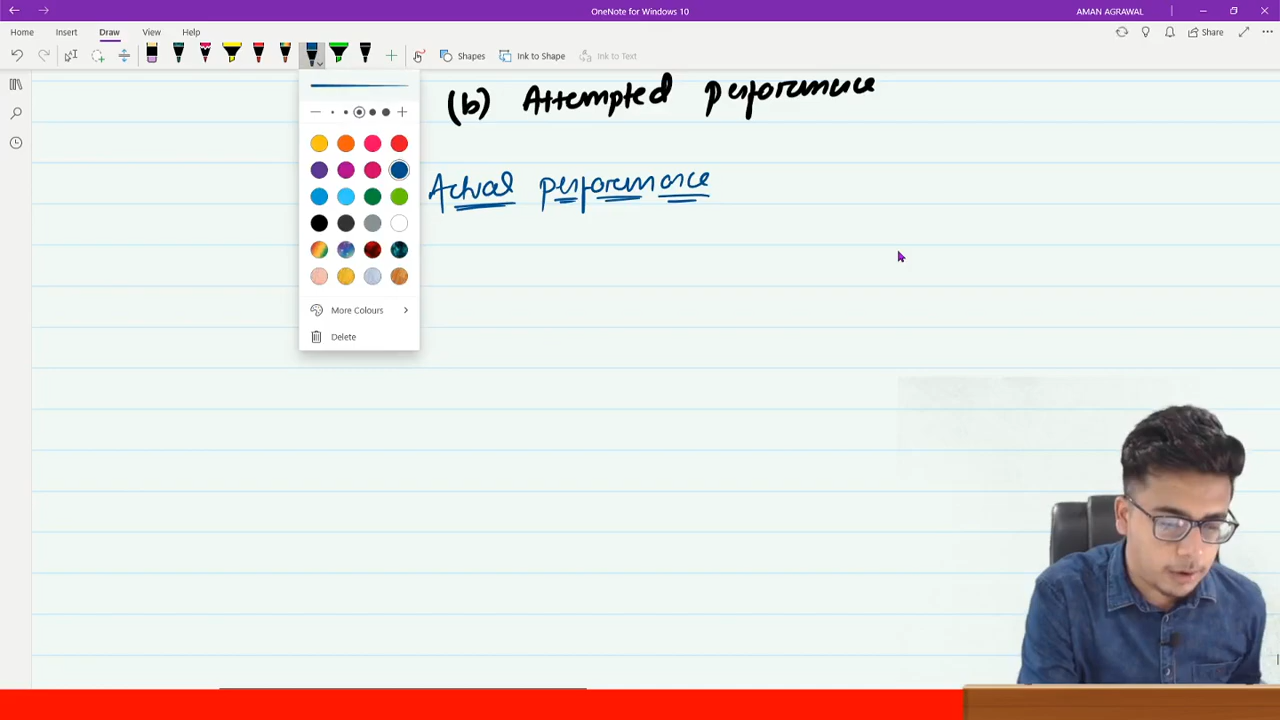 OneNote for Windows 10
AMAN AGRAWAL
Home Insert Draw View Help
Share
Shapes Ink to Shape Ink to Text
(b) Attempted performance
Actual performance
More Colours
Delete